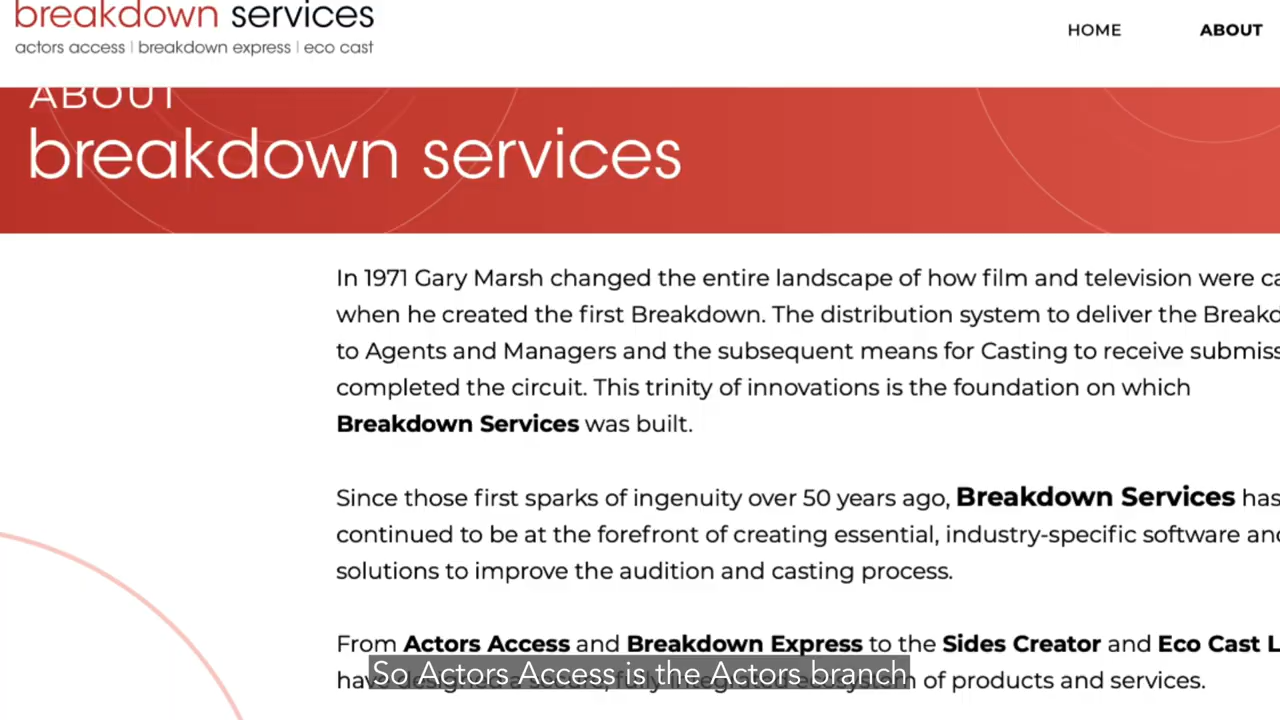 breakdown services
HOME
ABOUT
actors access | breakdown express | eco cast
ABOUT
breakdown services
In 1971 Gary Marsh changed the entire landscape of how film and television were
when he created the first Breakdown. The distribution system to deliver the
to Agents and Managers and the subsequent means for Casting to receive
completed the circuit. This trinity of innovations is the foundation on which
Breakdown Services was built.
Since those first sparks of ingenuity over 50 years ago, Breakdown Services has
continued to be at the forefront of creating essential, industry-specific software
solutions to improve the audition and casting process.
From Actors Access and Breakdown Express to the Sides Creator and Eco Cast
have designed a secure, fully integrated ecosystem of products and services.
So Actors Access is the Actors branch